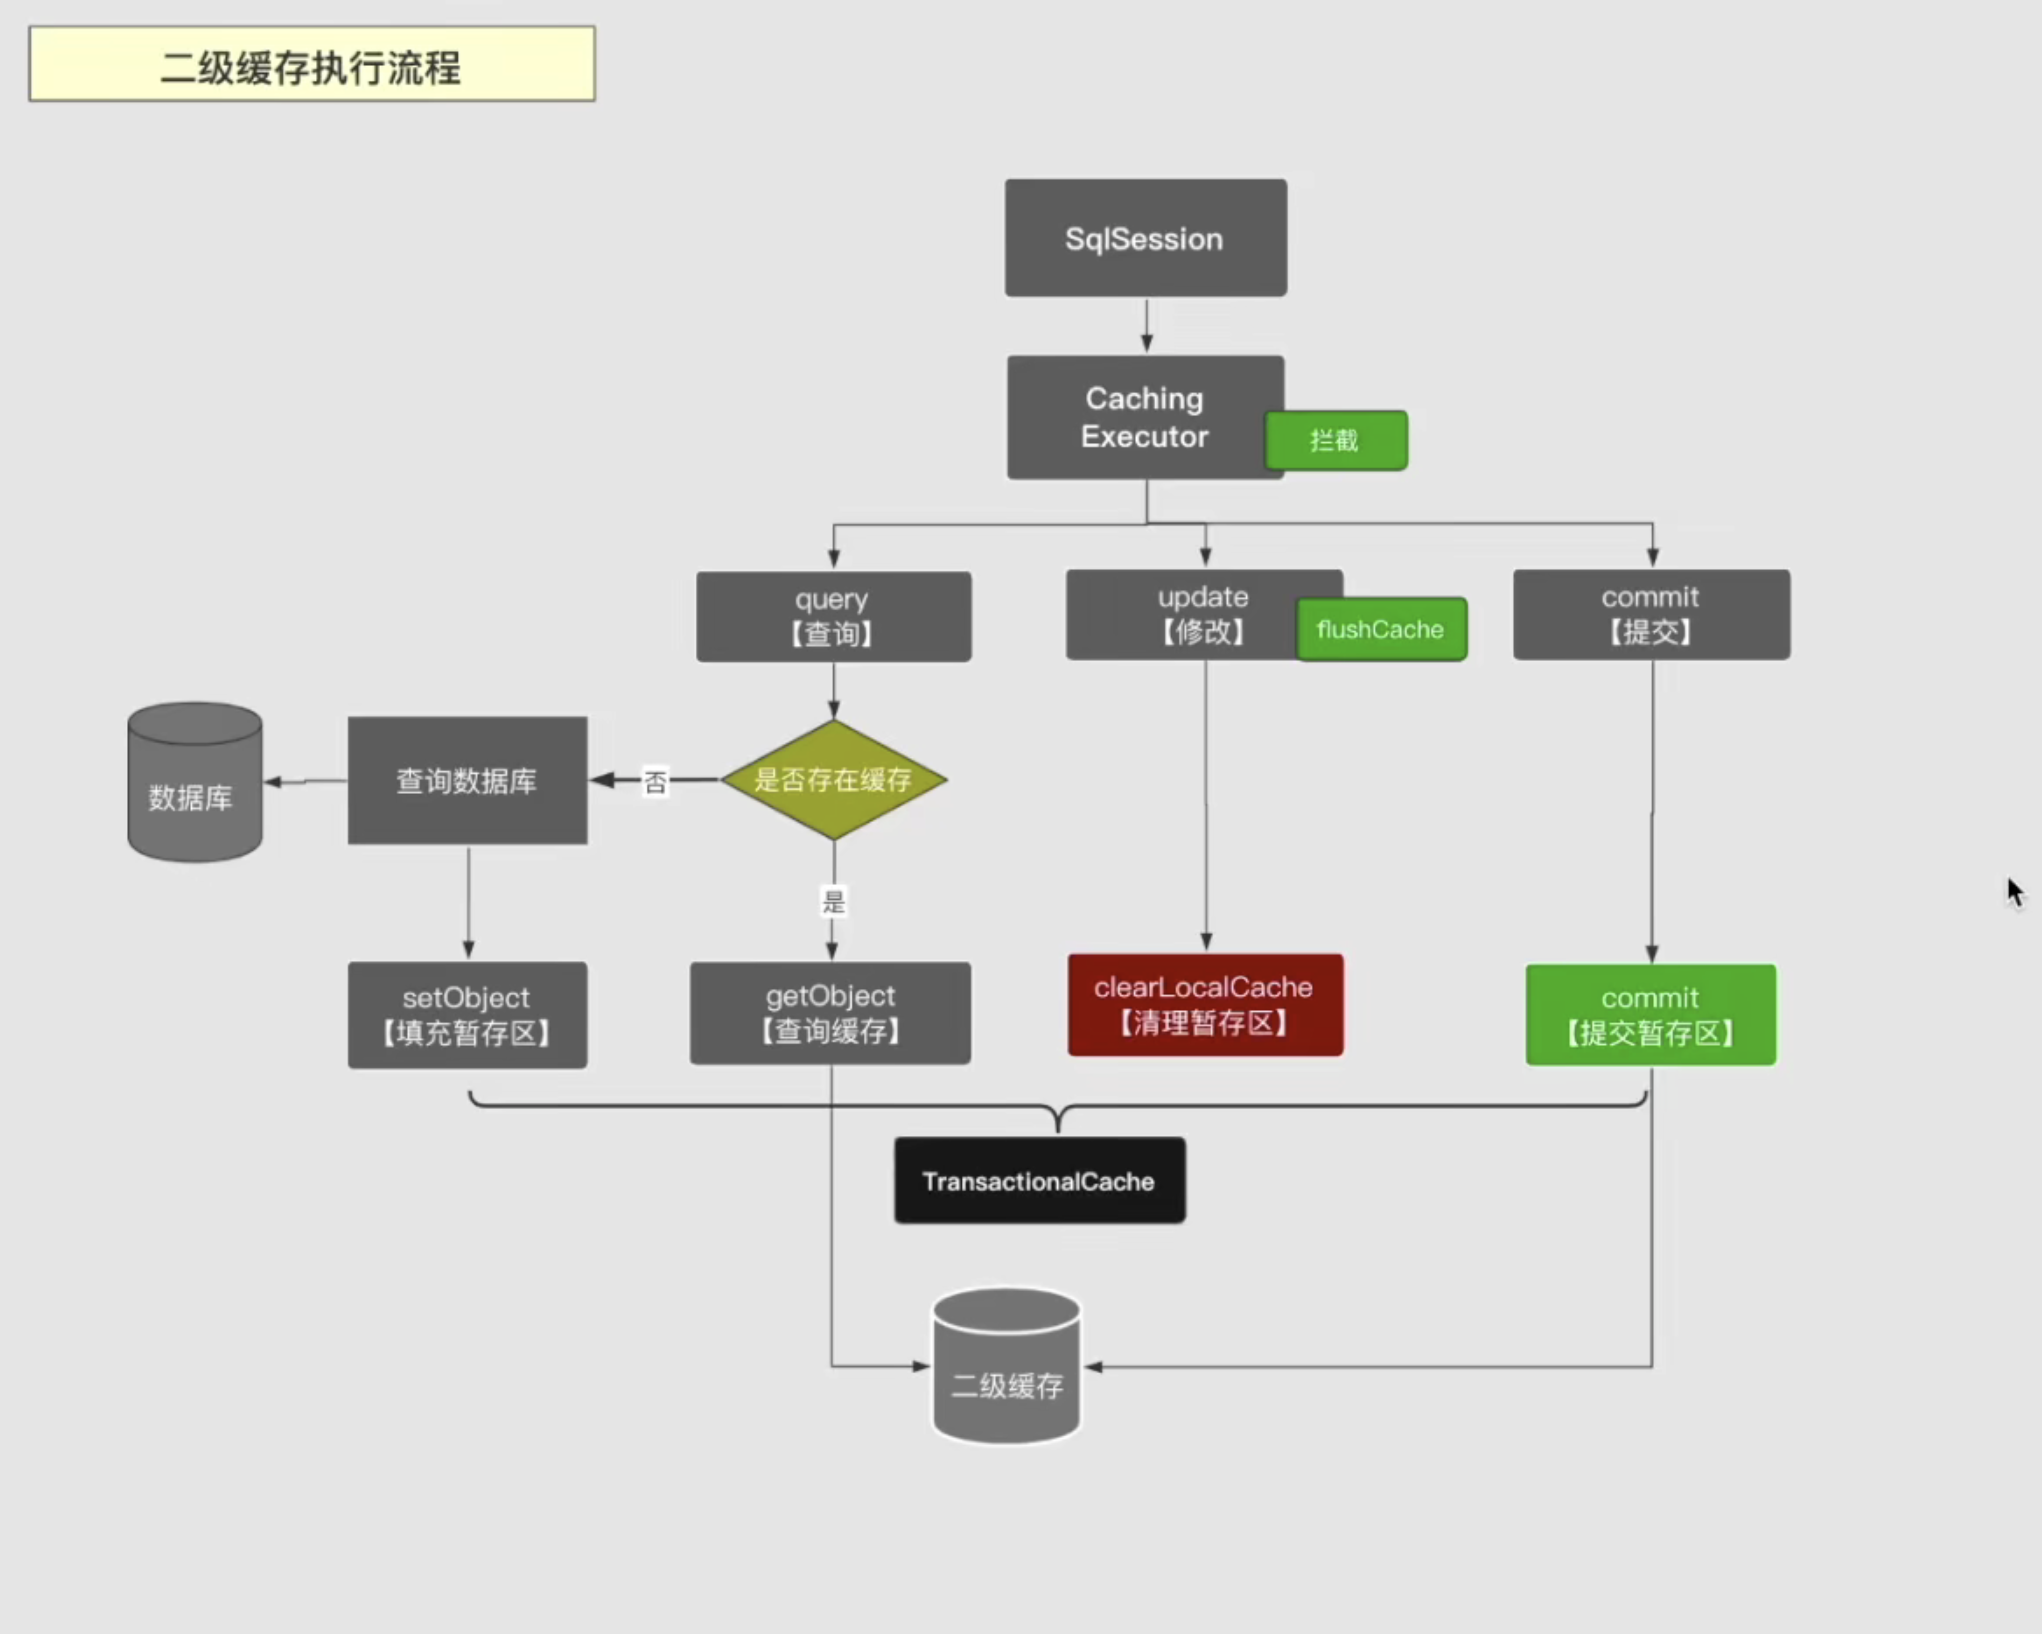 二级缓存执行流程
SqlSession
Caching
Executor
拦截
query
【查询】
update
【修改】
flushCache
commit
【提交】
数据库
查询数据库
否
是否存在缓存
是
setObject
【填充暂存区】
getObject
【查询缓存】
clearLocalCache
【清理暂存区】
commit
【提交暂存区】
TransactionalCache
二级缓存